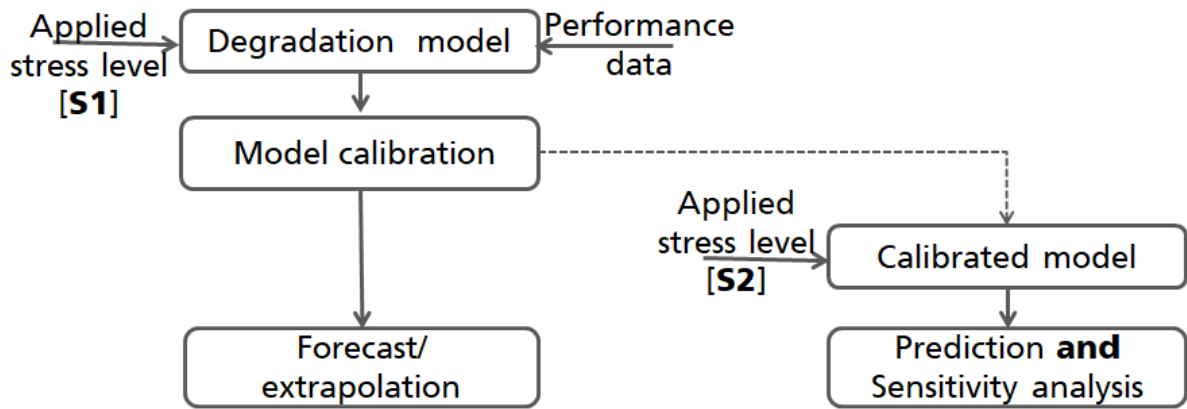 Applied
stress level
[S1]
Degradation model
Performance
data
Model calibration
Applied
stress level
[S2]
Calibrated model
Forecast/
extrapolation
Prediction and
Sensitivity analysis